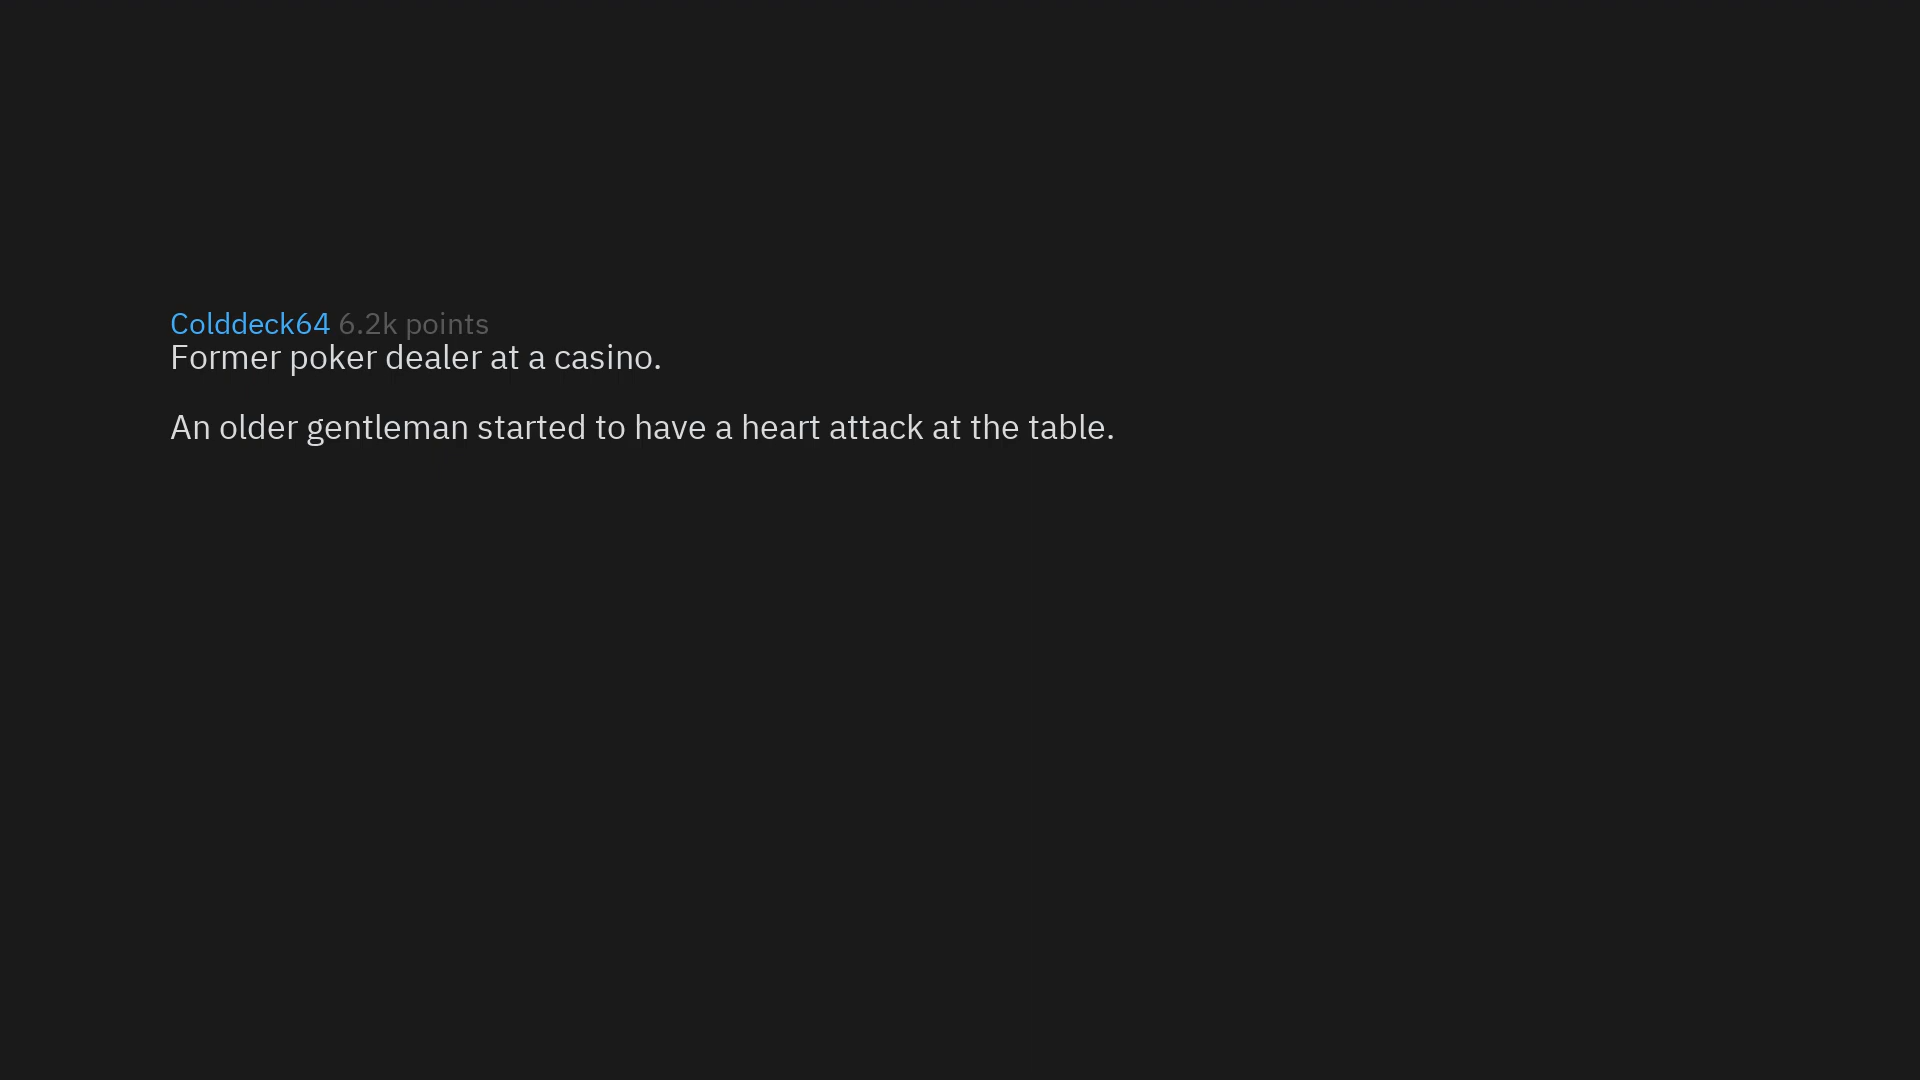 Colddeck64 6.2k points
Former poker dealer at a casino.
An older gentleman started to have a heart attack at the table.